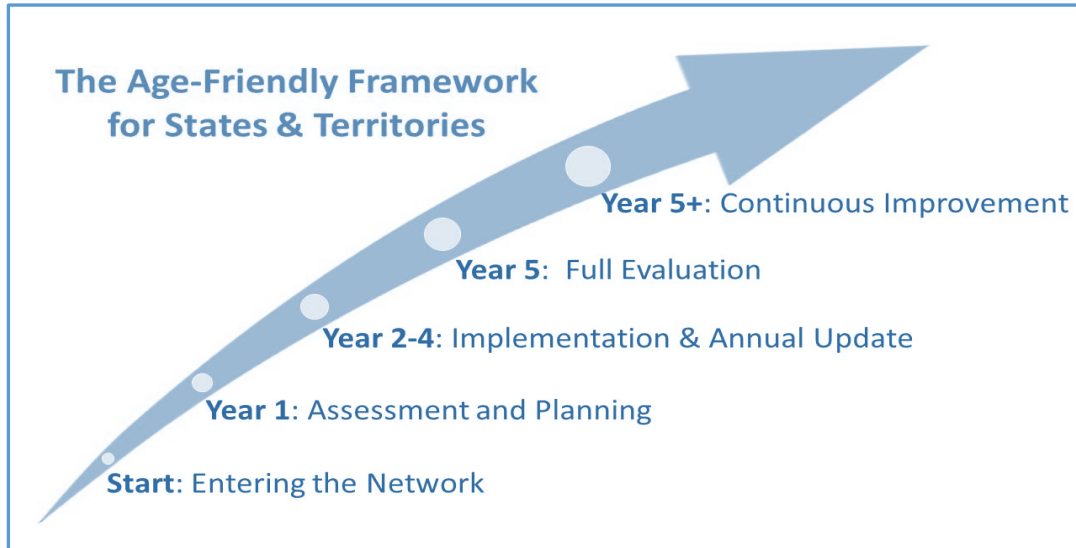 The Age-Friendly Framework
for States & Territories
Year 5+: Continuous Improvement
Year 5:  Full Evaluation
Year 2-4: Implementation & Annual Update
Year 1: Assessment and Planning
Start: Entering the Network